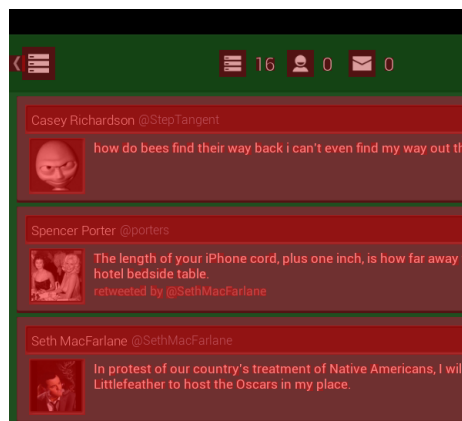 16 0 0
Casey Richardson @StepTangent
how do bees find their way back i can't even find my way out
Spencer Porter @porters
The length of your iPhone cord, plus one inch, is how far away
hotel bedside table.
retweeted by @SethMacFarlane
Seth MacFarlane @SethMacFarlane
In protest of our country's treatment of Native Americans, I
Littlefeather to host the Oscars in my place.